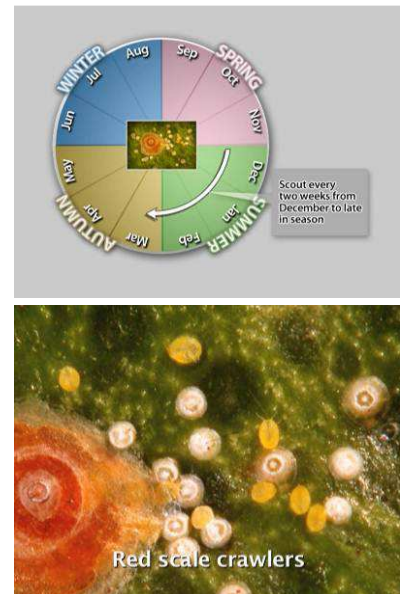 WINTER
SPRING
SUMMER
AUTUMN
Jun
Jul
Aug
Sep
Oct
Nov
Dec
Jan
Feb
Mar
Apr
May
Scout every
two weeks from
December to late
in season
Red scale crawlers